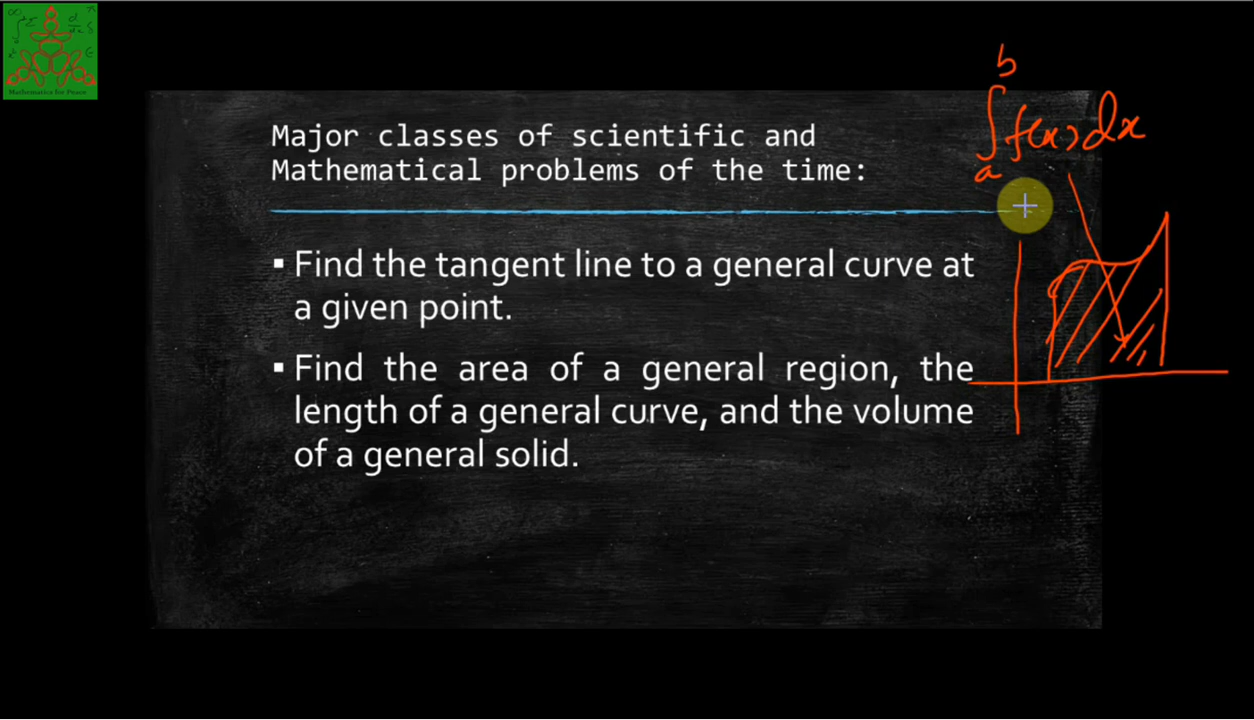 Mathematics for Peace
b
∫ f(x) dx
a
Major classes of scientific and
Mathematical problems of the time:
▪ Find the tangent line to a general curve at
a given point.
▪ Find the area of a general region, the
length of a general curve, and the volume
of a general solid.